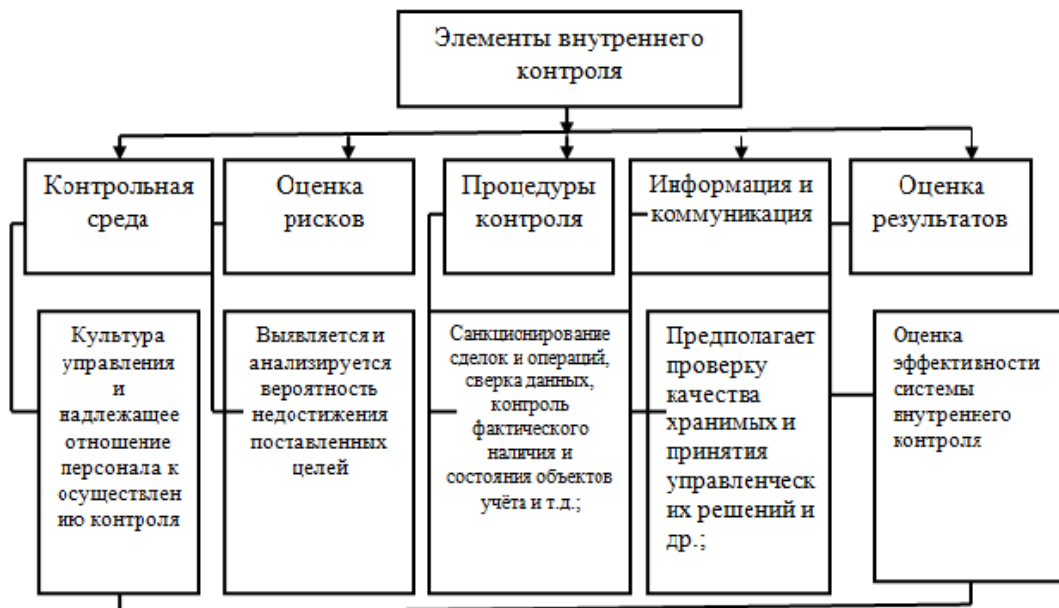 Элементы внутреннего
контроля
Контрольная
среда
Оценка
рисков
Процедуры
контроля
Информация и
коммуникация
Оценка
результатов
Культура
управления
и
надлежащее
отношение
персонала к
осуществлен
ию контроля
Выявляется и
анализируется
вероятность
недостижения
поставленных
целей
Санкционирование
сделок и операций,
сверка данных,
контроль
фактического
наличия и
состояния объектов
учёта и т.д.;
Предполагает
проверку
качества
хранимых и
принятия
управленческ
их решений и
др.;
Оценка
эффективности
системы
внутреннего
контроля